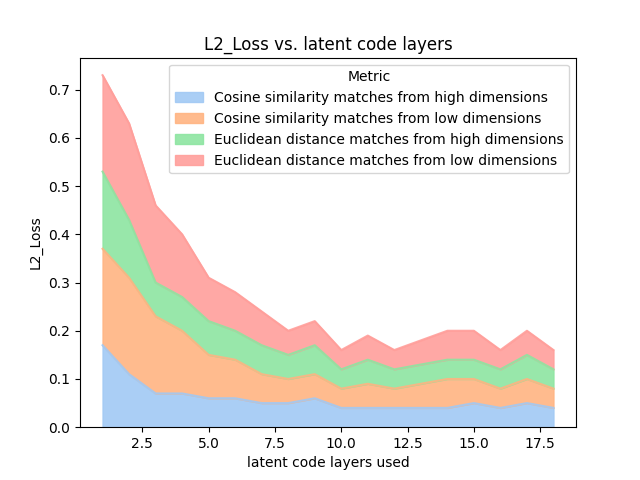 L2_Loss vs. latent code layers
Metric
Cosine similarity matches from high dimensions
Cosine similarity matches from low dimensions
Euclidean distance matches from high dimensions
Euclidean distance matches from low dimensions
L2_Loss
0.7
0.6
0.5
0.4
0.3
0.2
0.1
0.0
2.5 5.0 7.5 10.0 12.5 15.0 17.5
latent code layers used